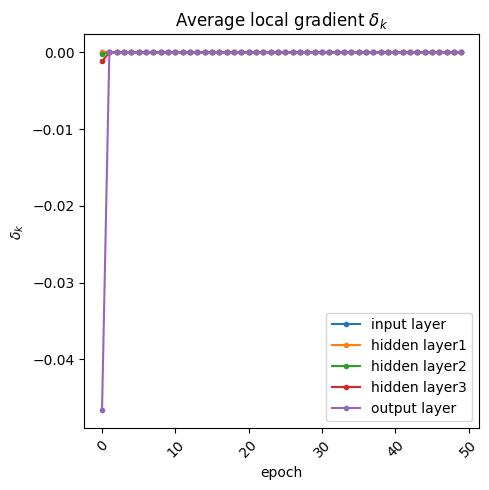 Average local gradient δₖ
0.00
−0.01
−0.02
−0.03
−0.04
δₖ
input layer
hidden layer1
hidden layer2
hidden layer3
output layer
0 10 20 30 40 50
epoch